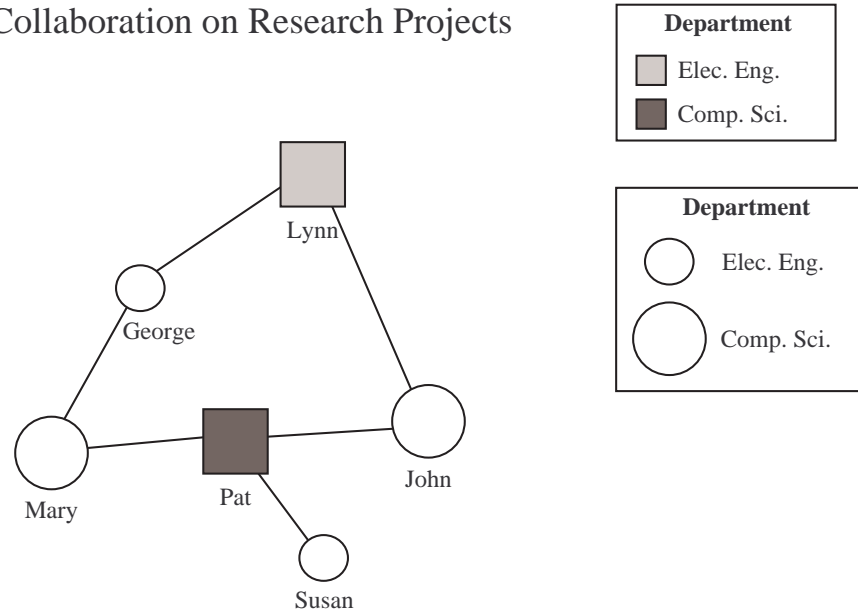 Collaboration on Research Projects
Department
Elec. Eng.
Comp. Sci.
Department
Elec. Eng.
Comp. Sci.
Lynn
George
John
Pat
Mary
Susan